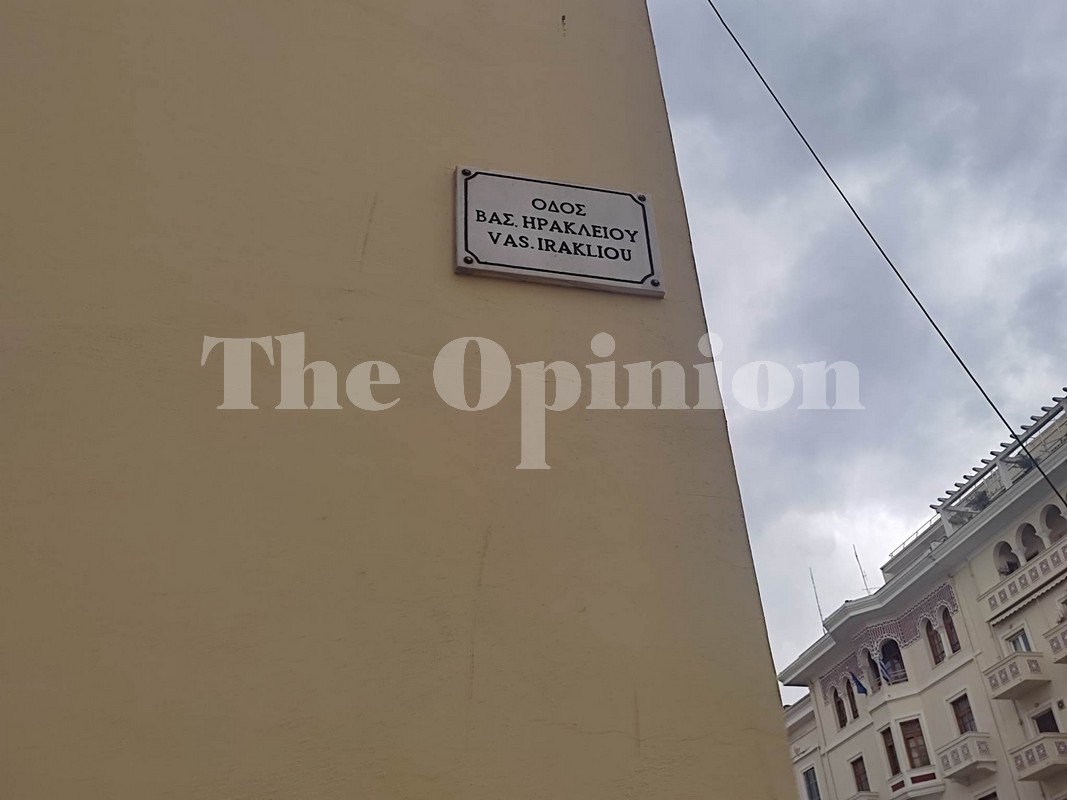 ΟΔΟΣ
ΒΑΣ. ΗΡΑΚΛΕΙΟΥ
VAS. IRAKLIOU
The Opinion